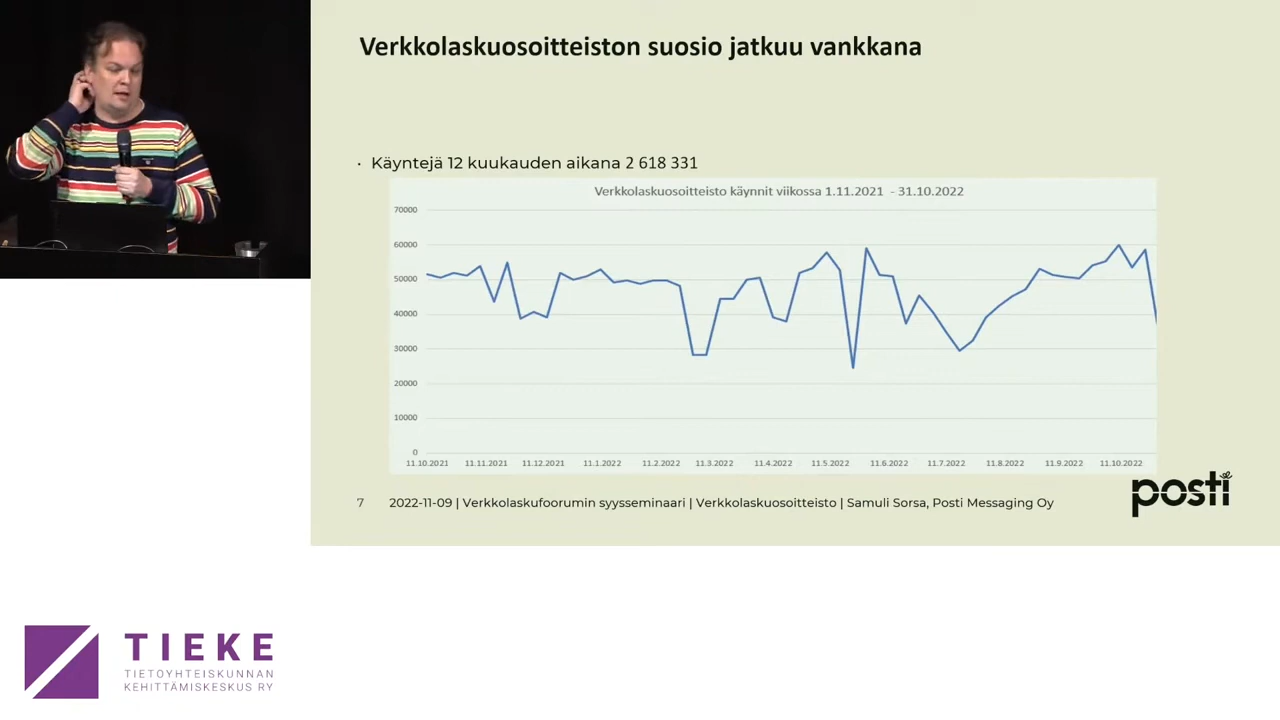 Verkkolaskuosoitteiston suosio jatkuu vankkana
· Käyntejä 12 kuukauden aikana 2 618 331
Verkkolaskuosoitteisto käynnit viikossa 1.11.2021 - 31.10.2022
70000
60000
50000
40000
30000
20000
10000
0
11.10.2021 11.11.2021 11.12.2021 11.1.2022 11.2.2022 11.3.2022 11.4.2022 11.5.2022 11.6.2022 11.7.2022 11.8.2022 11.9.2022 11.10.2022
posti
7 2022-11-09 | Verkkolaskufoorumin syysseminaari | Verkkolaskuosoitteisto | Samuli Sorsa, Posti Messaging Oy
TIEKE
TIETOYHTEISKUNNAN
KEHITTÄMISKESKUS RY